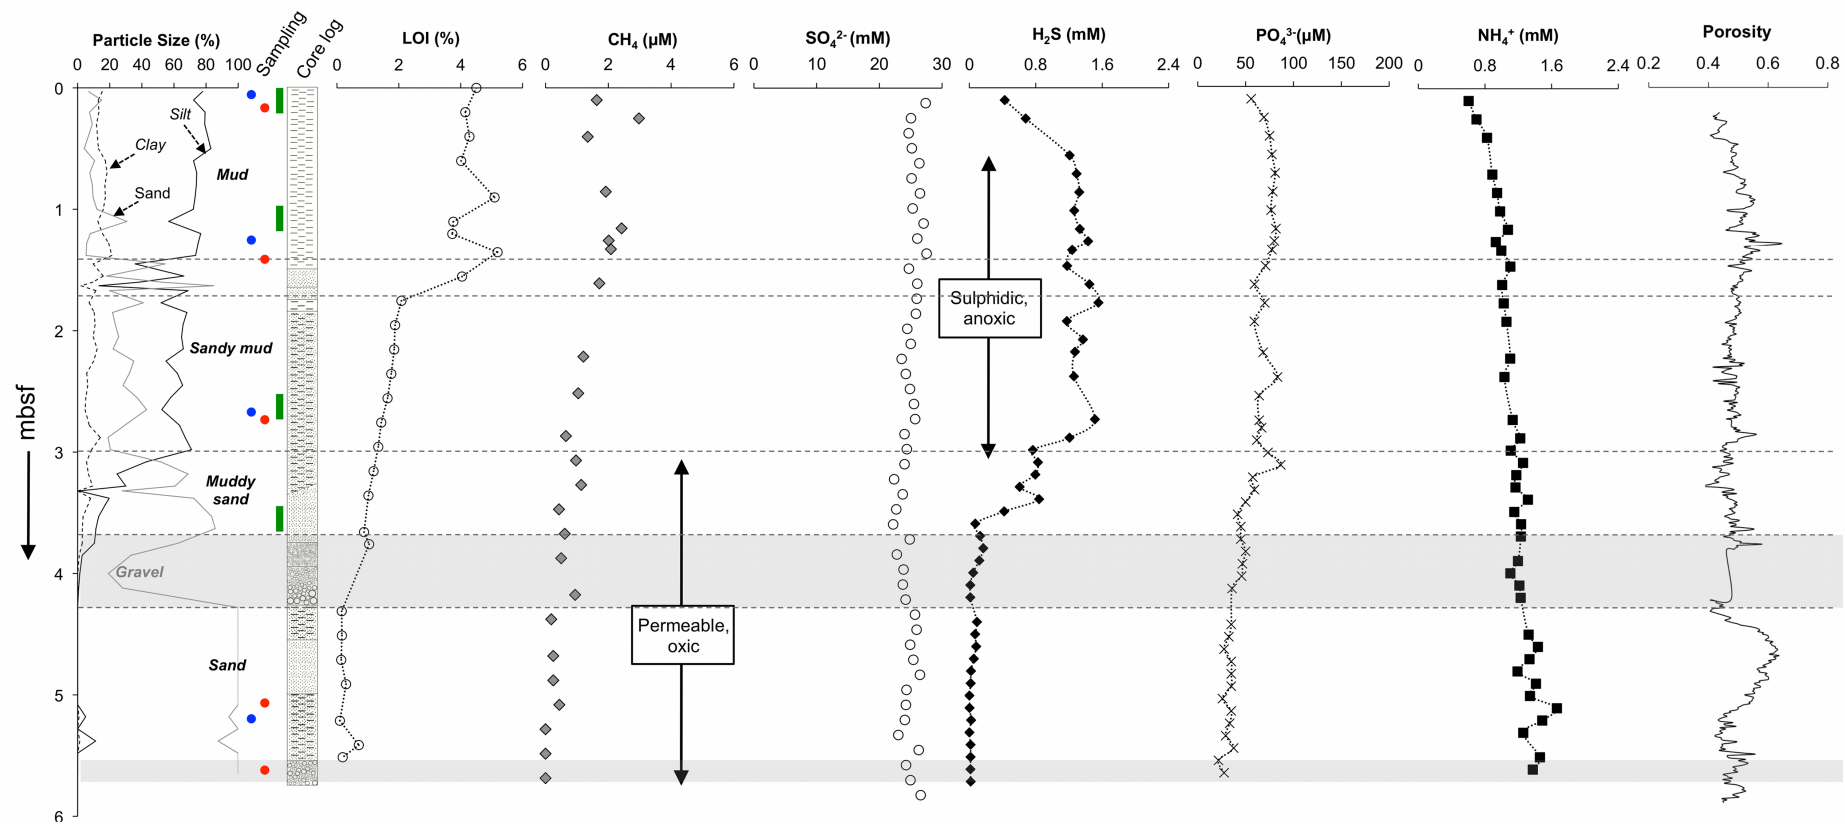 Particle Size (%)
Sampling
Core log
LOI (%)
CH₄ (µM)
SO₄²⁻ (mM)
H₂S (mM)
PO₄³⁻(µM)
NH₄⁺ (mM)
Porosity
0 20 40 60 80 100
0 2 4 6
0 2 4 6
0 10 20 30
0 0.8 1.6 2.4
0 50 100 150 200
0 0.8 1.6 2.4
0.2 0.4 0.6 0.8
0
1
2
3
4
5
6
mbsf
Silt
Clay
Sand
Mud
Sandy mud
Muddy
sand
Gravel
Sand
Sulphidic,
anoxic
Permeable,
oxic